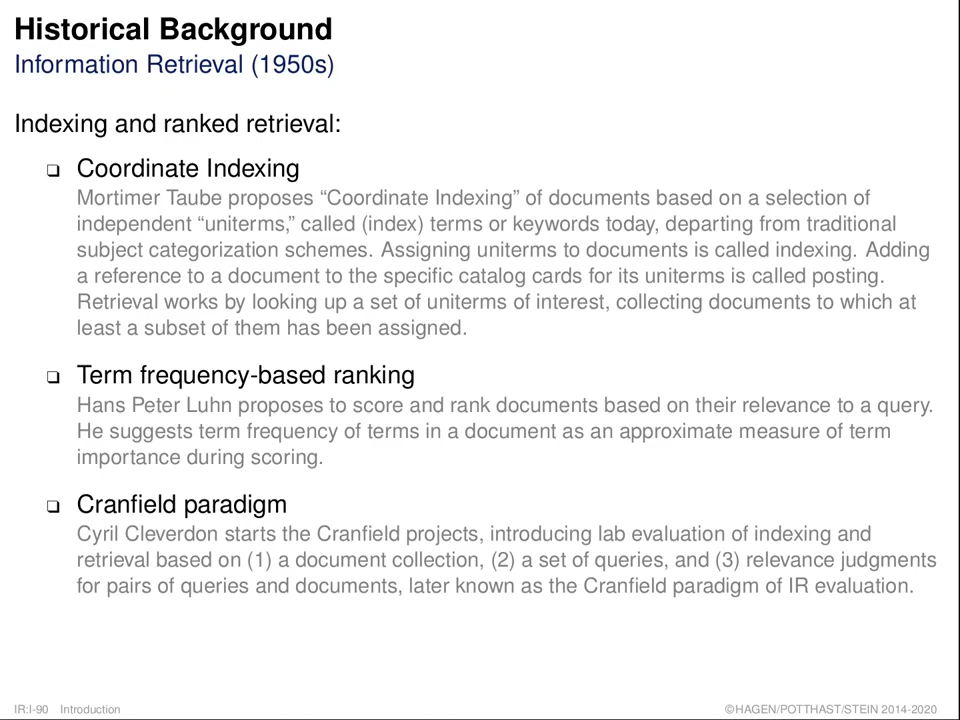 Historical Background
Information Retrieval (1950s)
Indexing and ranked retrieval:
❑ Coordinate Indexing
Mortimer Taube proposes “Coordinate Indexing” of documents based on a selection of
independent “uniterms,” called (index) terms or keywords today, departing from traditional
subject categorization schemes. Assigning uniterms to documents is called indexing. Adding
a reference to a document to the specific catalog cards for its uniterms is called posting.
Retrieval works by looking up a set of uniterms of interest, collecting documents to which at
least a subset of them has been assigned.
❑ Term frequency-based ranking
Hans Peter Luhn proposes to score and rank documents based on their relevance to a query.
He suggests term frequency of terms in a document as an approximate measure of term
importance during scoring.
❑ Cranfield paradigm
Cyril Cleverdon starts the Cranfield projects, introducing lab evaluation of indexing and
retrieval based on (1) a document collection, (2) a set of queries, and (3) relevance judgments
for pairs of queries and documents, later known as the Cranfield paradigm of IR evaluation.
IR:I-90 Introduction ©HAGEN/POTTHAST/STEIN 2014-2020